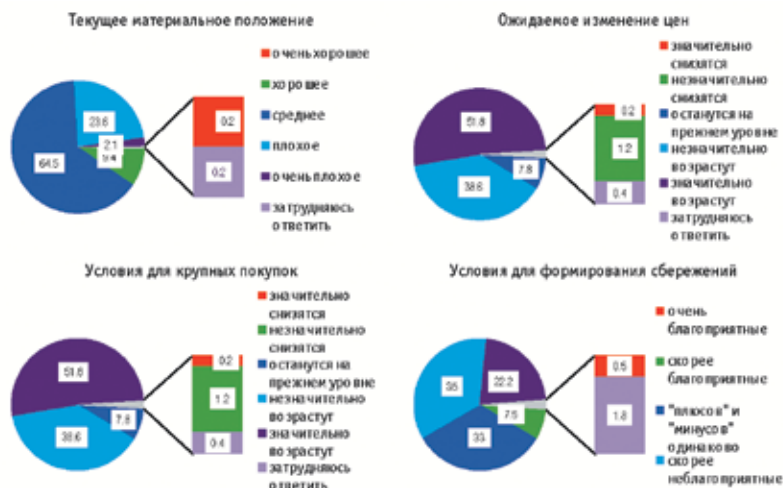 Текущее материальное положение
очень хорошее
хорошее
среднее
плохое
очень плохое
затрудняюсь
ответить
23.6
2.1
9.4
64.5
0.2
0.2
Ожидаемое изменение цен
значительно
снизятся
незначительно
снизятся
останутся на
прежнем уровне
незначительно
возрастут
значительно
возрастут
затрудняюсь
ответить
51.8
7.8
38.6
0.2
1.2
0.4
Условия для крупных покупок
значительно
снизятся
незначительно
снизятся
останутся на
прежнем уровне
незначительно
возрастут
значительно
возрастут
затрудняюсь
ответить
51.8
7.8
38.6
0.2
1.2
0.4
Условия для формирования сбережений
очень
благоприятные
скорее
благоприятные
"плюсов" и
"минусов"
одинаково
скорее
неблагоприятные
35
22.2
7.5
33
0.5
1.8